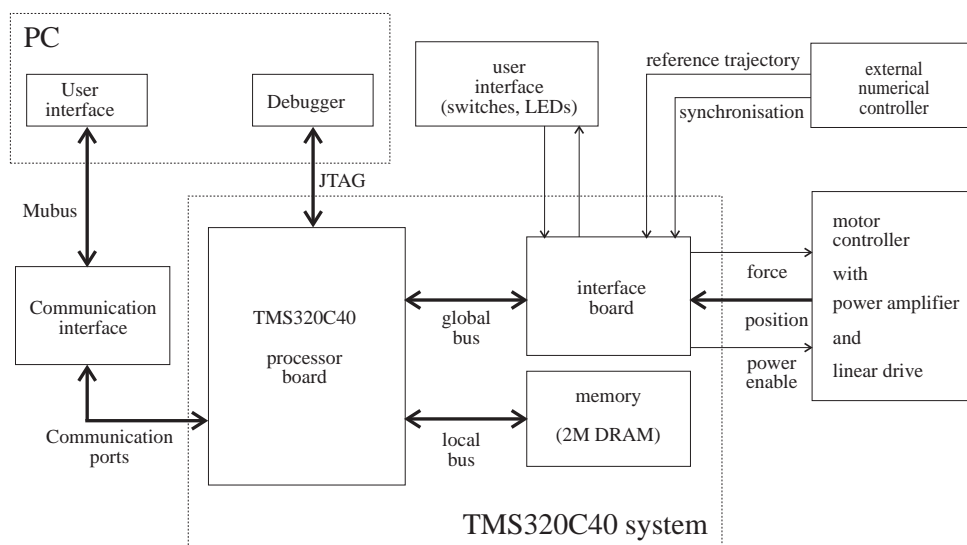 PC
User
interface
Debugger
user
interface
(switches, LEDs)
reference trajectory
synchronisation
external
numerical
controller
Mubus
JTAG
Communication
interface
TMS320C40
processor
board
global
bus
interface
board
force
position
power
enable
motor
controller
with
power amplifier
and
linear drive
Communication
ports
local
bus
memory
(2M DRAM)
TMS320C40 system